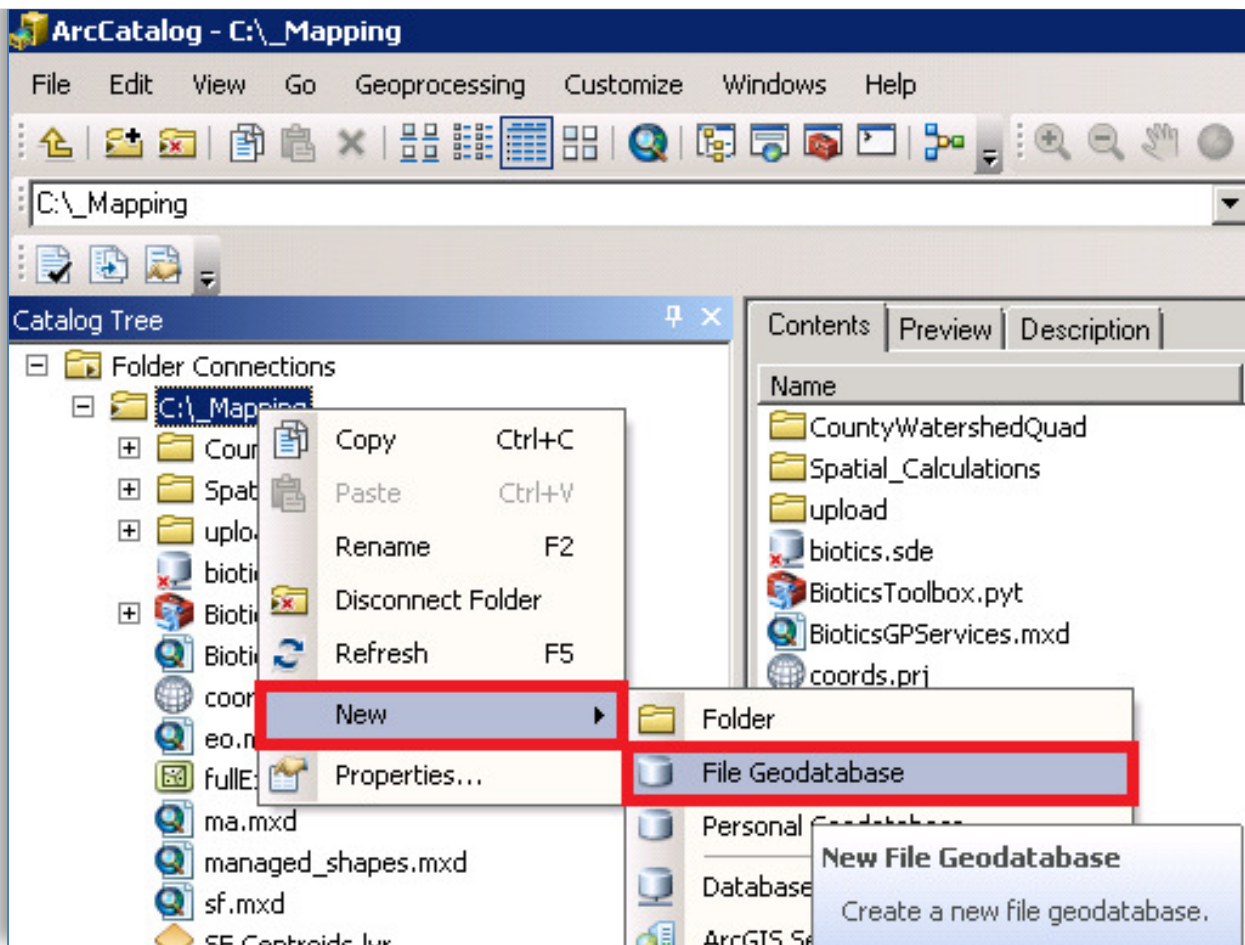 ArcCatalog - C:\_Mapping
File Edit View Go Geoprocessing Customize Windows Help
C:\_Mapping
Catalog Tree
Folder Connections
C:\_Mapping
Copy Ctrl+C
Paste Ctrl+V
Rename F2
Disconnect Folder
Refresh F5
New
Properties...
ma.mxd
managed_shapes.mxd
sf.mxd
Contents Preview Description
Name
CountyWatershedQuad
Spatial_Calculations
upload
biotics.sde
BioticsToolbox.pyt
BioticsGPServices.mxd
coords.prj
Folder
File Geodatabase
Personal Geodatabase
Database
ArcGIS
New File Geodatabase
Create a new file geodatabase.